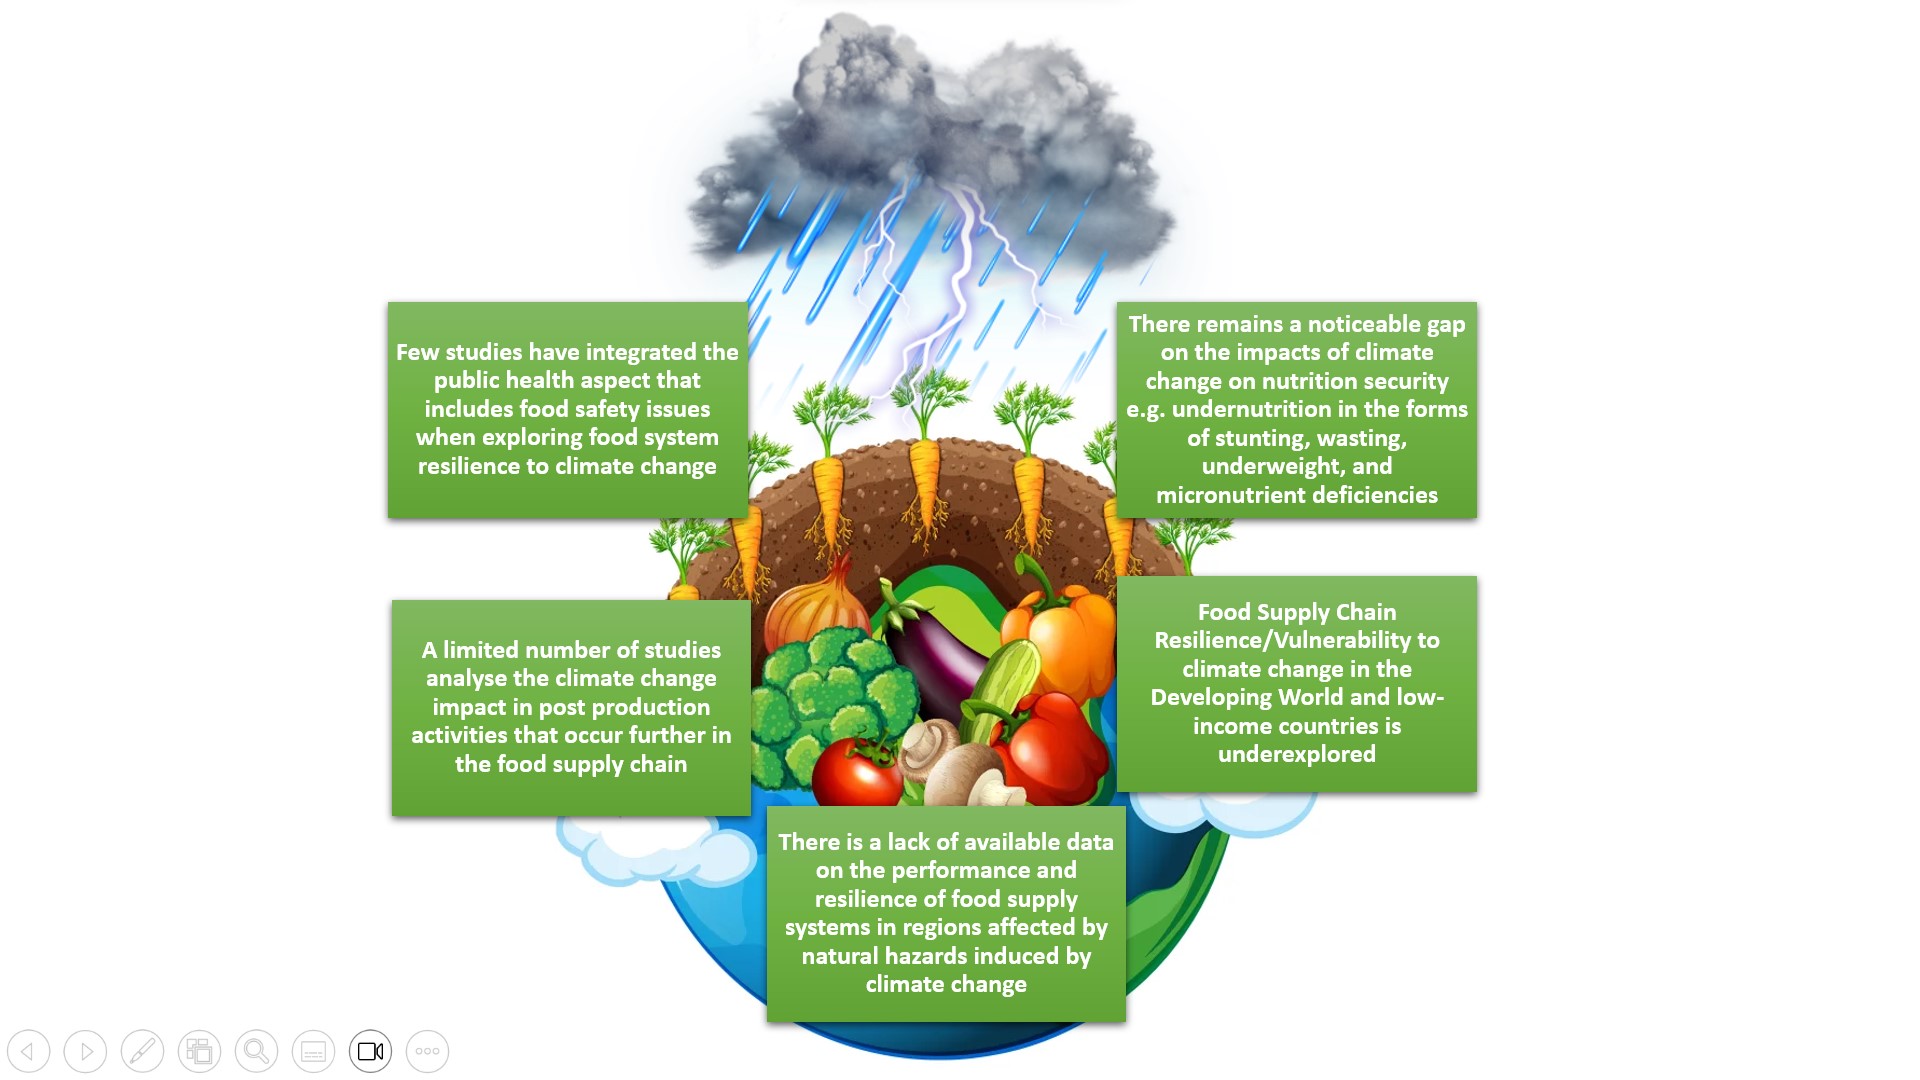 Few studies have integrated the
public health aspect that
includes food safety issues
when exploring food system
resilience to climate change
There remains a noticeable gap
on the impacts of climate
change on nutrition security
e.g. undernutrition in the forms
of stunting, wasting,
underweight, and
micronutrient deficiencies
A limited number of studies
analyse the climate change
impact in post production
activities that occur further in
the food supply chain
Food Supply Chain
Resilience/Vulnerability to
climate change in the
Developing World and low-
income countries is
underexplored
There is a lack of available data
on the performance and
resilience of food supply
systems in regions affected by
natural hazards induced by
climate change